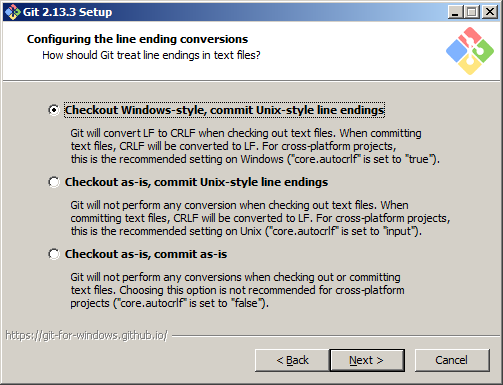 Git 2.13.3 Setup
Configuring the line ending conversions
How should Git treat line endings in text files?
Checkout Windows-style, commit Unix-style line endings
Git will convert LF to CRLF when checking out text files. When committing
text files, CRLF will be converted to LF. For cross-platform projects,
this is the recommended setting on Windows ("core.autocrlf" is set to "true").
Checkout as-is, commit Unix-style line endings
Git will not perform any conversion when checking out text files. When
committing text files, CRLF will be converted to LF. For cross-platform projects,
this is the recommended setting on Unix ("core.autocrlf" is set to "input").
Checkout as-is, commit as-is
Git will not perform any conversions when checking out or committing
text files. Choosing this option is not recommended for cross-platform
projects ("core.autocrlf" is set to "false").
https://git-for-windows.github.io/
< Back
Next >
Cancel